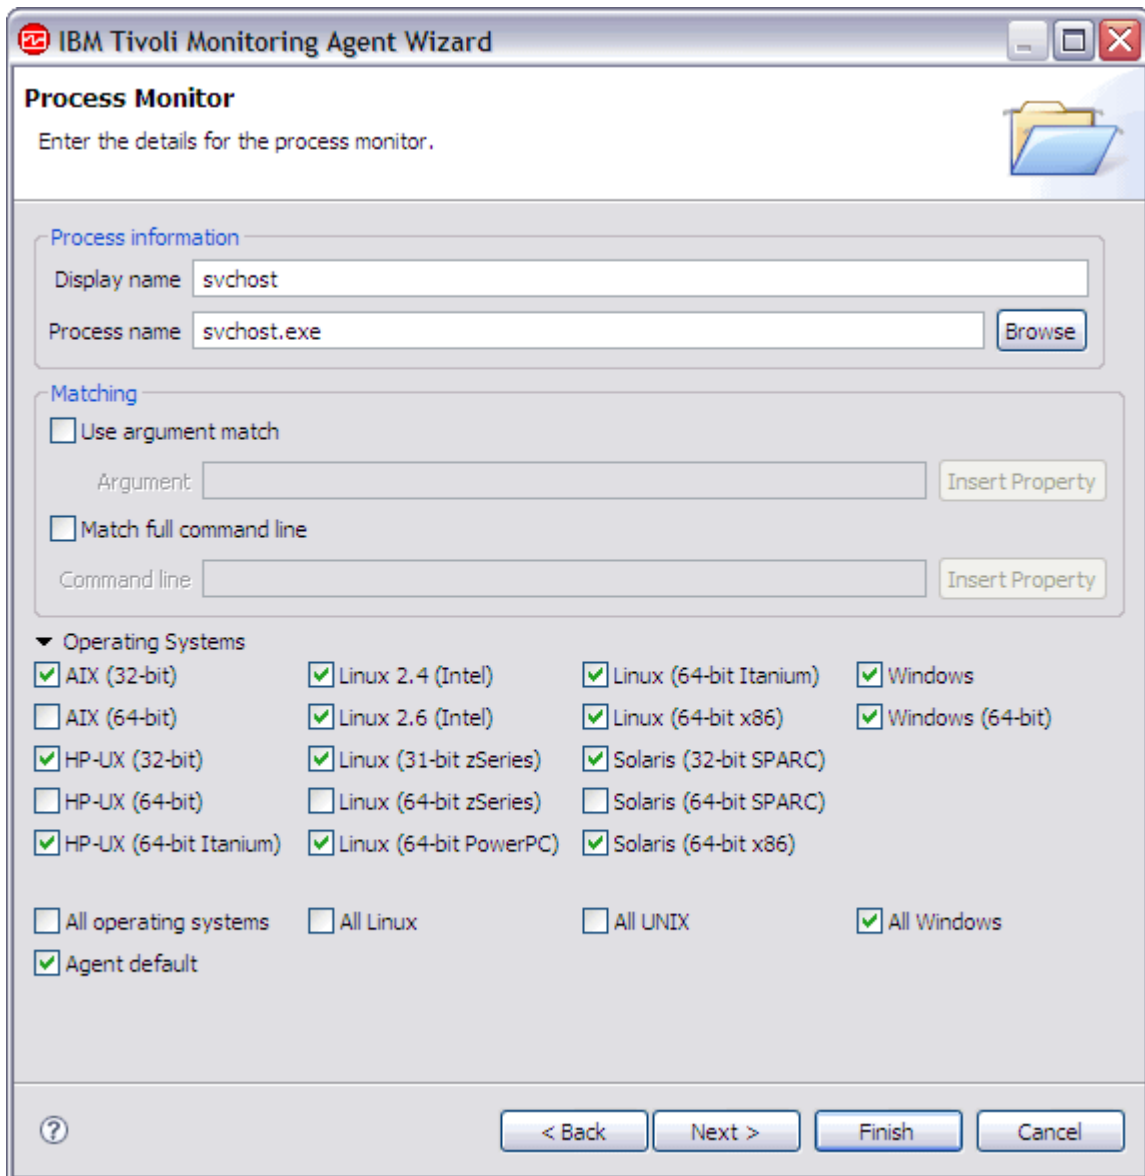 IBM Tivoli Monitoring Agent Wizard
Process Monitor
Enter the details for the process monitor.
Process information
Display name svchost
Process name svchost.exe Browse
Matching
Use argument match
Argument Insert Property
Match full command line
Command line Insert Property
Operating Systems
AIX (32-bit) Linux 2.4 (Intel) Linux (64-bit Itanium) Windows
AIX (64-bit) Linux 2.6 (Intel) Linux (64-bit x86) Windows (64-bit)
HP-UX (32-bit) Linux (31-bit zSeries) Solaris (32-bit SPARC)
HP-UX (64-bit) Linux (64-bit zSeries) Solaris (64-bit SPARC)
HP-UX (64-bit Itanium) Linux (64-bit PowerPC) Solaris (64-bit x86)
All operating systems All Linux All UNIX All Windows
Agent default
? < Back Next > Finish Cancel